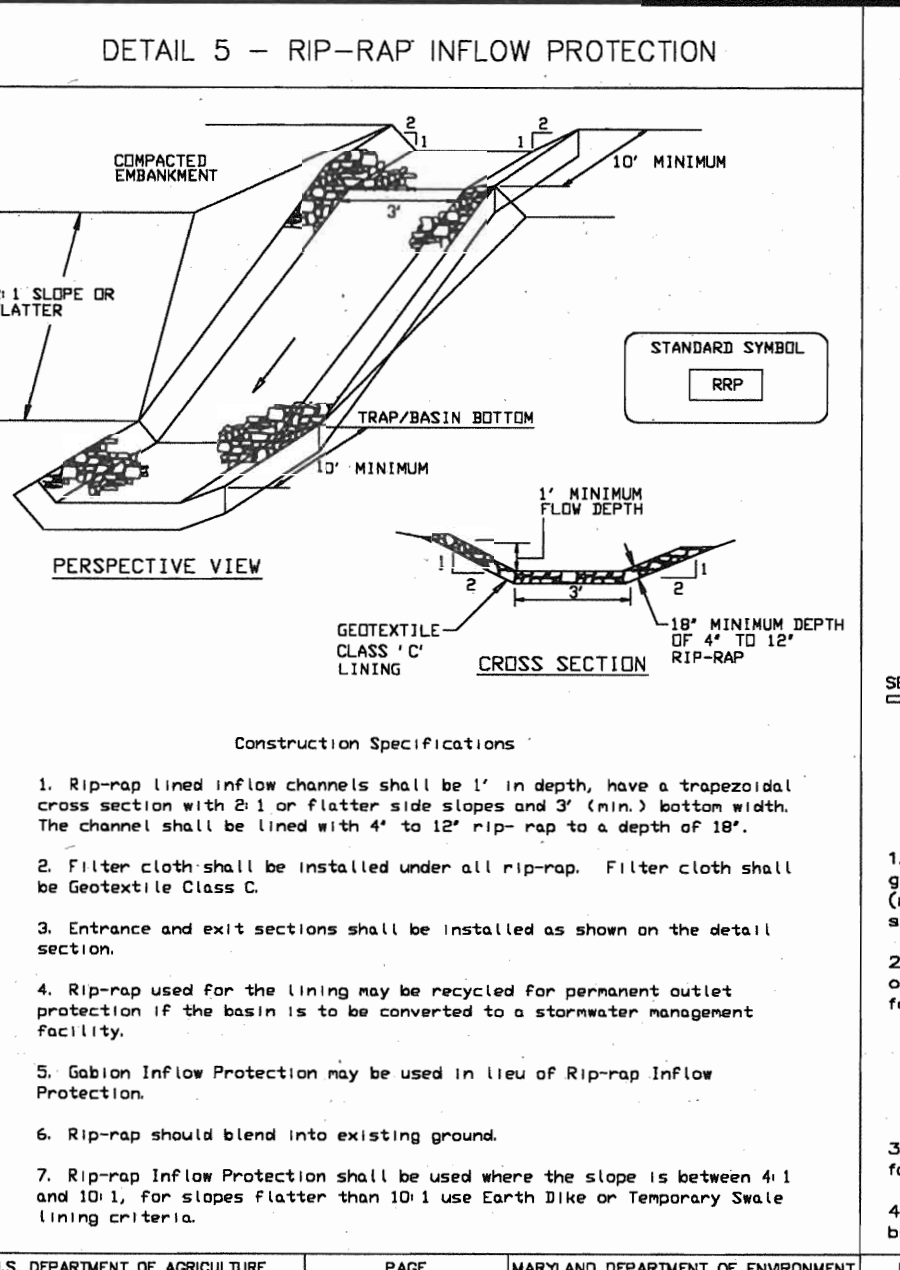 DETAIL 5 - RIP-RAP INFLOW PROTECTION
2
1
1
2
COMPACTED
EMBANKMENT
10' MINIMUM
3'
: 1 SLOPE OR
LATTER
STANDARD SYMBOL
RRP
TRAP/BASIN BOTTOM
10' MINIMUM
1' MINIMUM
FLOW DEPTH
PERSPECTIVE VIEW
1
2
3'
2
1
GEOTEXTILE
CLASS 'C'
LINING
18" MINIMUM DEPTH
OF 4" TO 12"
RIP-RAP
CROSS SECTION
Construction Specifications
1. Rip-rap lined inflow channels shall be 1' in depth, have a trapezoidal
cross section with 2:1 or flatter side slopes and 3' (min.) bottom width.
The channel shall be lined with 4" to 12" rip- rap to a depth of 18".
2. Filter cloth shall be installed under all rip-rap. Filter cloth shall
be Geotextile Class C.
3. Entrance and exit sections shall be installed as shown on the detail
section.
4. Rip-rap used for the lining may be recycled for permanent outlet
protection if the basin is to be converted to a stormwater management
facility.
5. Gabion Inflow Protection may be used in lieu of Rip-rap Inflow
Protection.
6. Rip-rap should blend into existing ground.
7. Rip-rap Inflow Protection shall be used where the slope is between 4:1
and 10:1, for slopes flatter than 10:1 use Earth Dike or Temporary Swale
lining criteria.
.S. DEPARTMENT OF AGRICULTURE
PAGE
MARYLAND DEPARTMENT OF ENVIRONMENT
SE
1.
g
(
s
2
o
f
3
fo
4
b